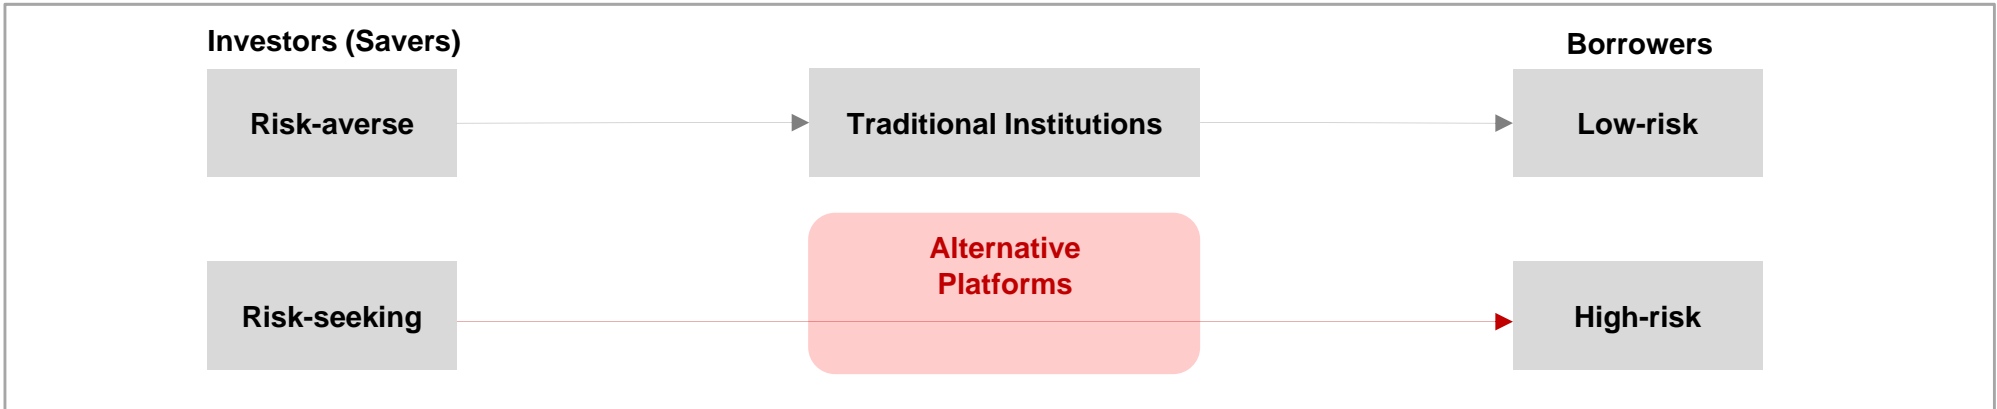 Investors (Savers)
Borrowers
Risk-averse
Traditional Institutions
Low-risk
Alternative
Platforms
Risk-seeking
High-risk